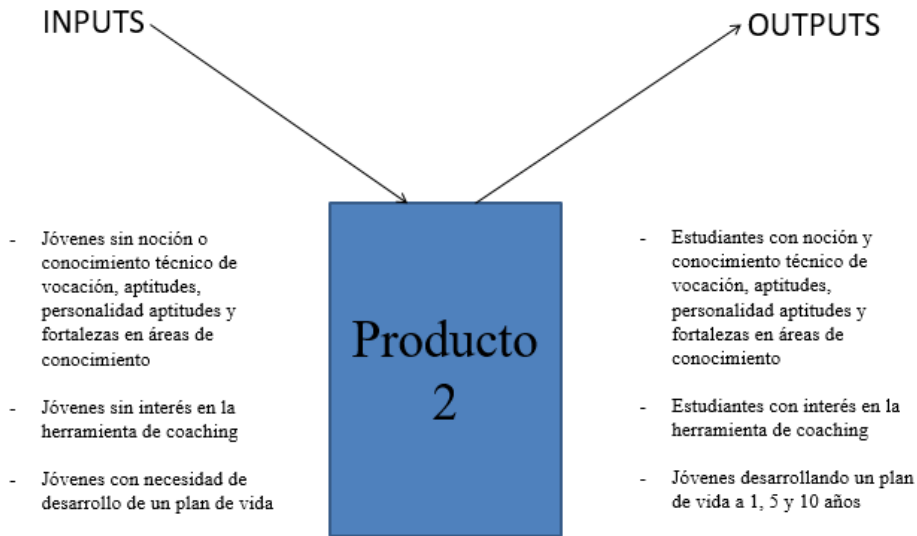 INPUTS
OUTPUTS
- Jóvenes sin noción o
conocimiento técnico de
vocación, aptitudes,
personalidad aptitudes y
fortalezas en áreas de
conocimiento
- Jóvenes sin interés en la
herramienta de coaching
- Jóvenes con necesidad de
desarrollo de un plan de vida
Producto
2
- Estudiantes con noción y
conocimiento técnico de
vocación, aptitudes,
personalidad aptitudes y
fortalezas en áreas de
conocimiento
- Estudiantes con interés en la
herramienta de coaching
- Jóvenes desarrollando un plan
de vida a 1, 5 y 10 años